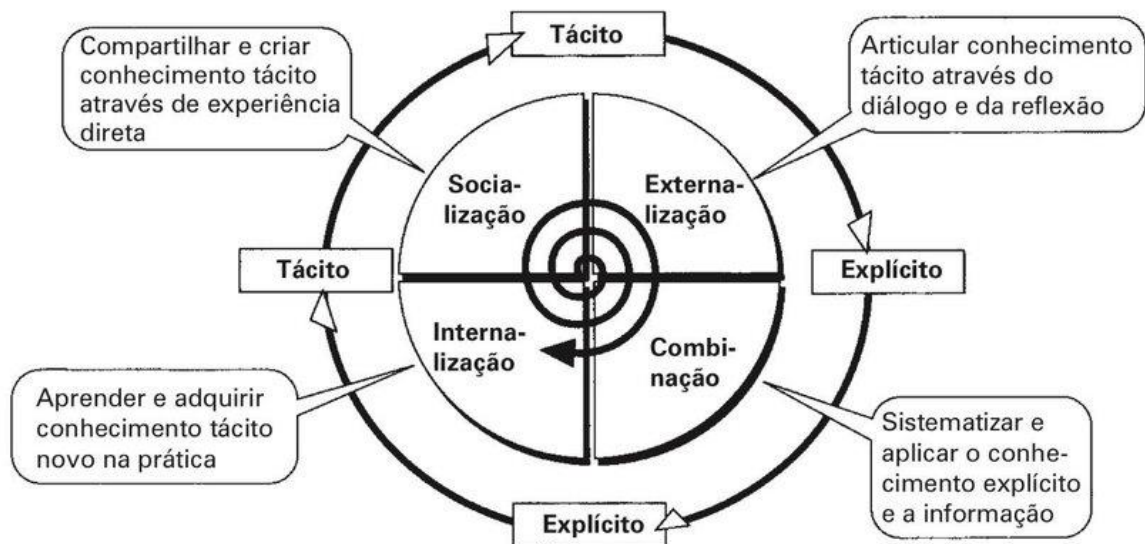 Compartilhar e criar
conhecimento tácito
através de experiência
direta
Tácito
Articular conhecimento
tácito através do
diálogo e da reflexão
Socia-
lização
Externa-
lização
Tácito
Explícito
Interna-
lização
Combi-
nação
Aprender e adquirir
conhecimento tácito
novo na prática
Sistematizar e
aplicar o conhe-
cimento explícito
e a informação
Explícito